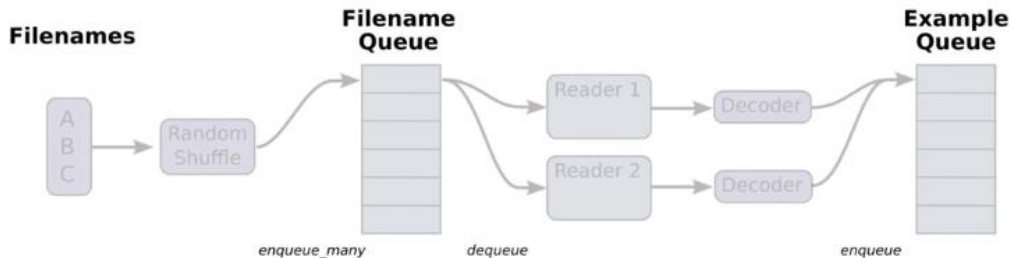 Filenames
Filename
Queue
Example
Queue
A
B
C
Random
Shuffle
Reader 1
Decoder
Reader 2
Decoder
enqueue_many
dequeue
enqueue